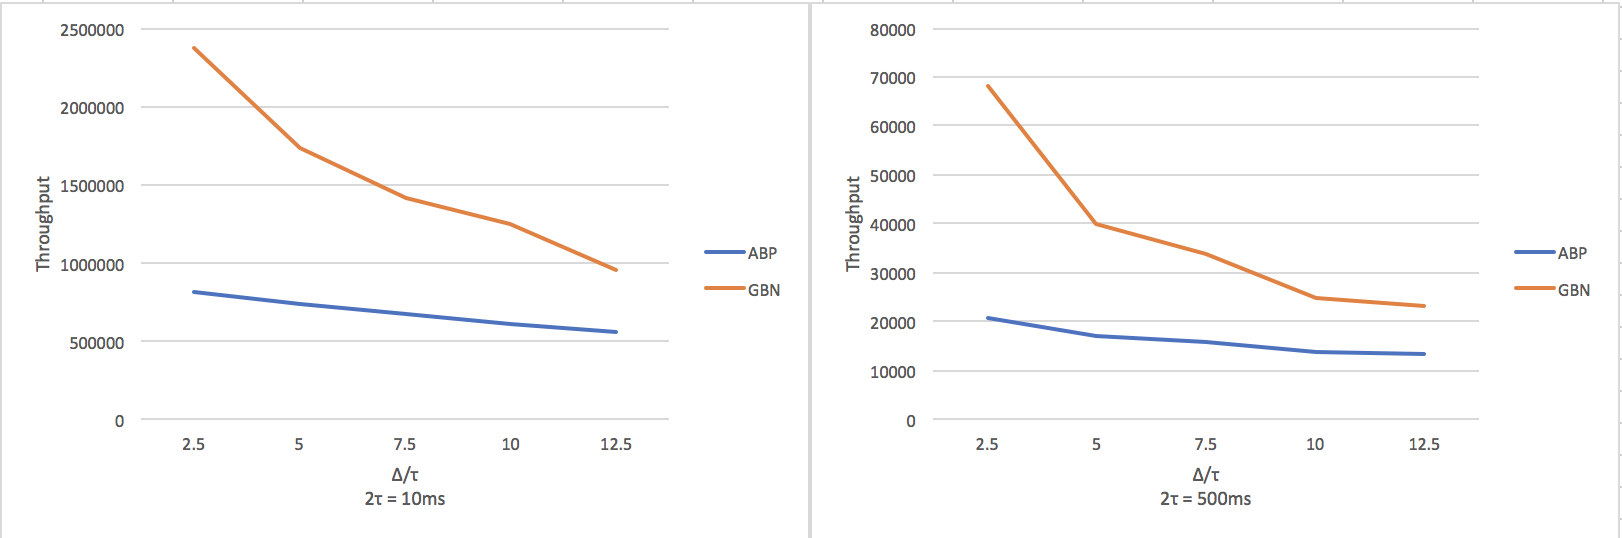 2500000
2000000
1500000
1000000
500000
0
Throughput
2.5 5 7.5 10 12.5
Δ/τ
2τ = 10ms
ABP
GBN
80000
70000
60000
50000
40000
30000
20000
10000
0
Throughput
2.5 5 7.5 10 12.5
Δ/τ
2τ = 500ms
ABP
GBN